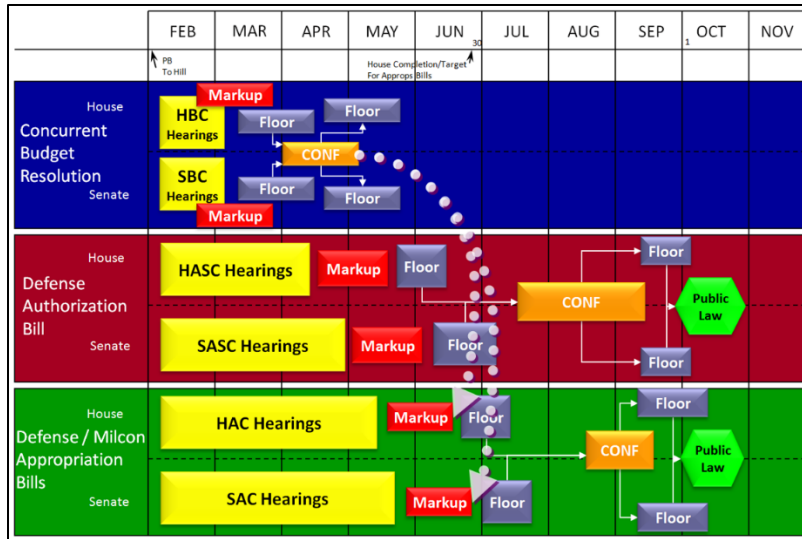 FEB MAR APR MAY JUN JUL AUG SEP OCT NOV
30 1
PB
To Hill
House Completion/Target
For Approps Bills
House
Concurrent
Budget
Resolution
Senate
HBC
Hearings
Markup
Floor
Floor
CONF
SBC
Hearings
Markup
Floor
Floor
House
Defense
Authorization
Bill
Senate
HASC Hearings
Markup
Floor
SASC Hearings
Markup
Floor
CONF
Floor
Floor
Public
Law
House
Defense / Milcon
Appropriation
Bills
Senate
HAC Hearings
Markup
Floor
SAC Hearings
Markup
Floor
CONF
Floor
Floor
Public
Law